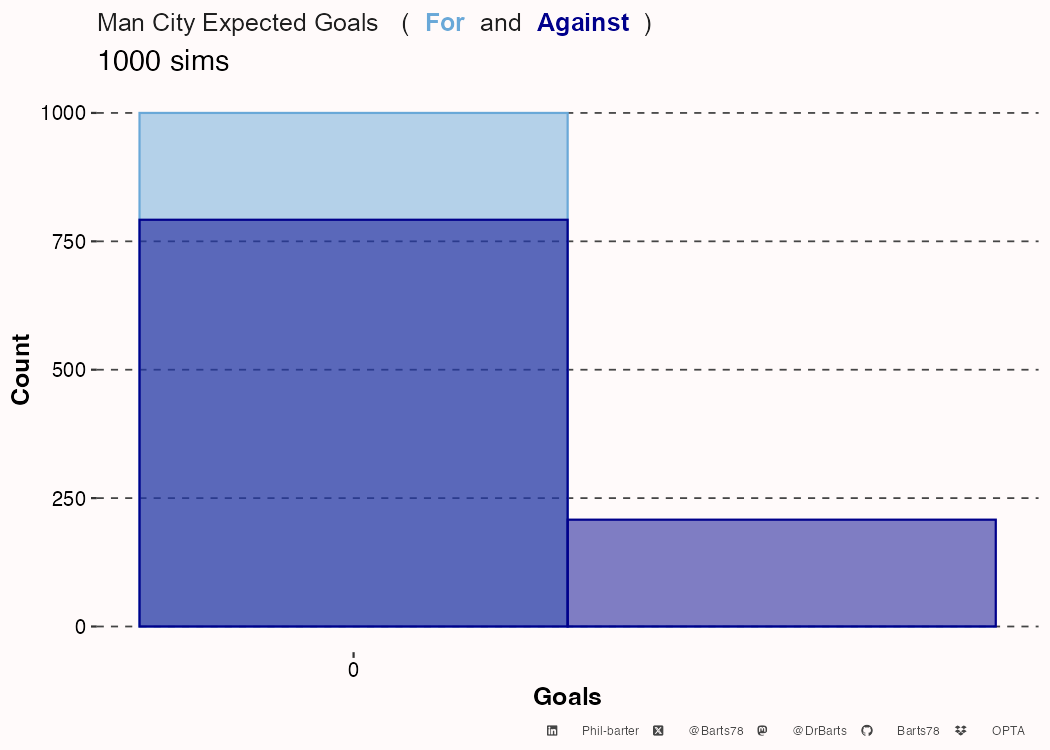 Man City Expected Goals ( For and Against )
1000 sims
1000
750
500
250
0
Count
0
Goals
Phil-barter @Barts78 @DrBarts Barts78 OPTA